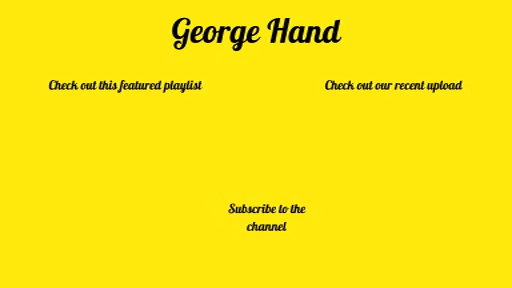 George Hand
Check out this featured playlist
Check out our recent upload
Subscribe to the
channel